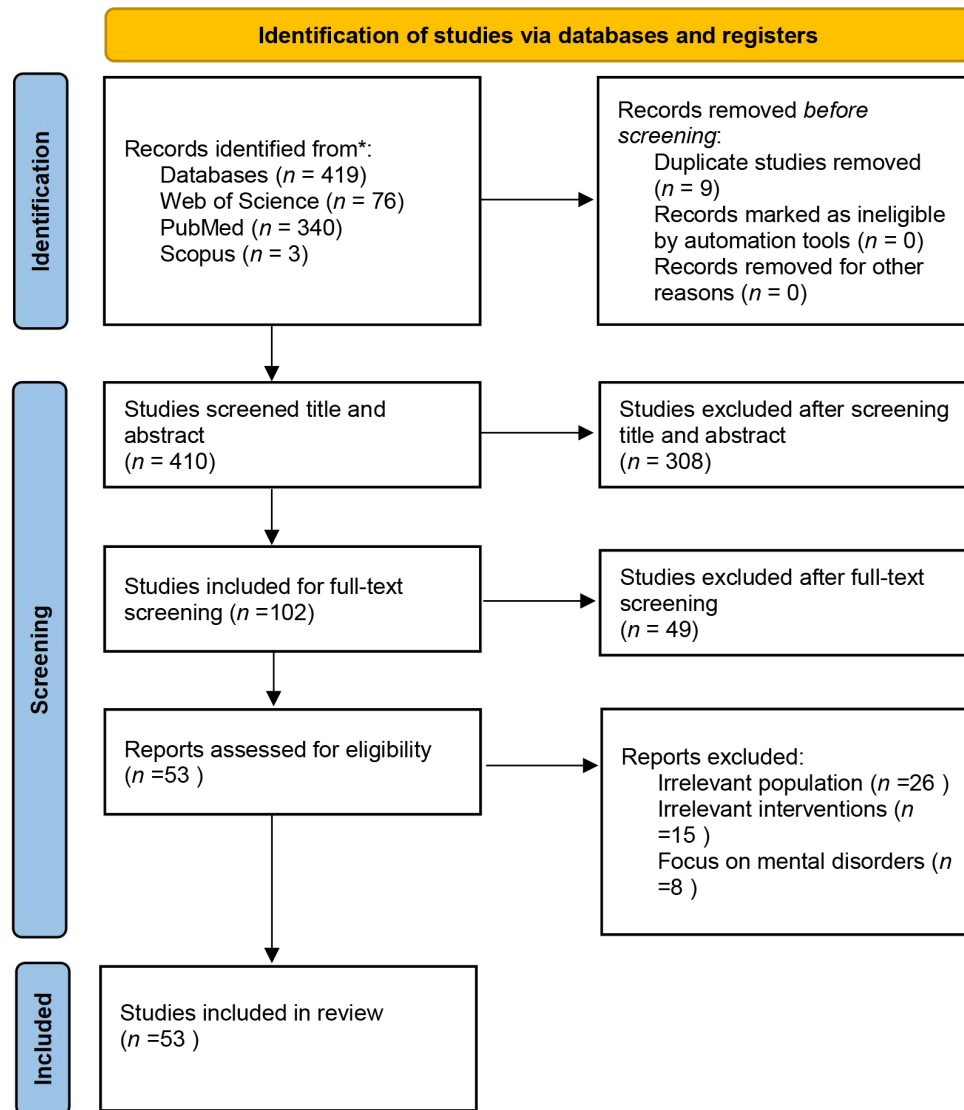 Identification of studies via databases and registers
Identification
Records identified from*:
Databases (n = 419)
Web of Science (n = 76)
PubMed (n = 340)
Scopus (n = 3)
Records removed before
screening:
Duplicate studies removed
(n = 9)
Records marked as ineligible
by automation tools (n = 0)
Records removed for other
reasons (n = 0)
Screening
Studies screened title and
abstract
(n = 410)
Studies excluded after screening
title and abstract
(n = 308)
Studies included for full-text
screening (n =102)
Studies excluded after full-text
screening
(n = 49)
Reports assessed for eligibility
(n =53 )
Reports excluded:
Irrelevant population (n =26 )
Irrelevant interventions (n
=15 )
Focus on mental disorders (n
=8 )
Included
Studies included in review
(n =53 )